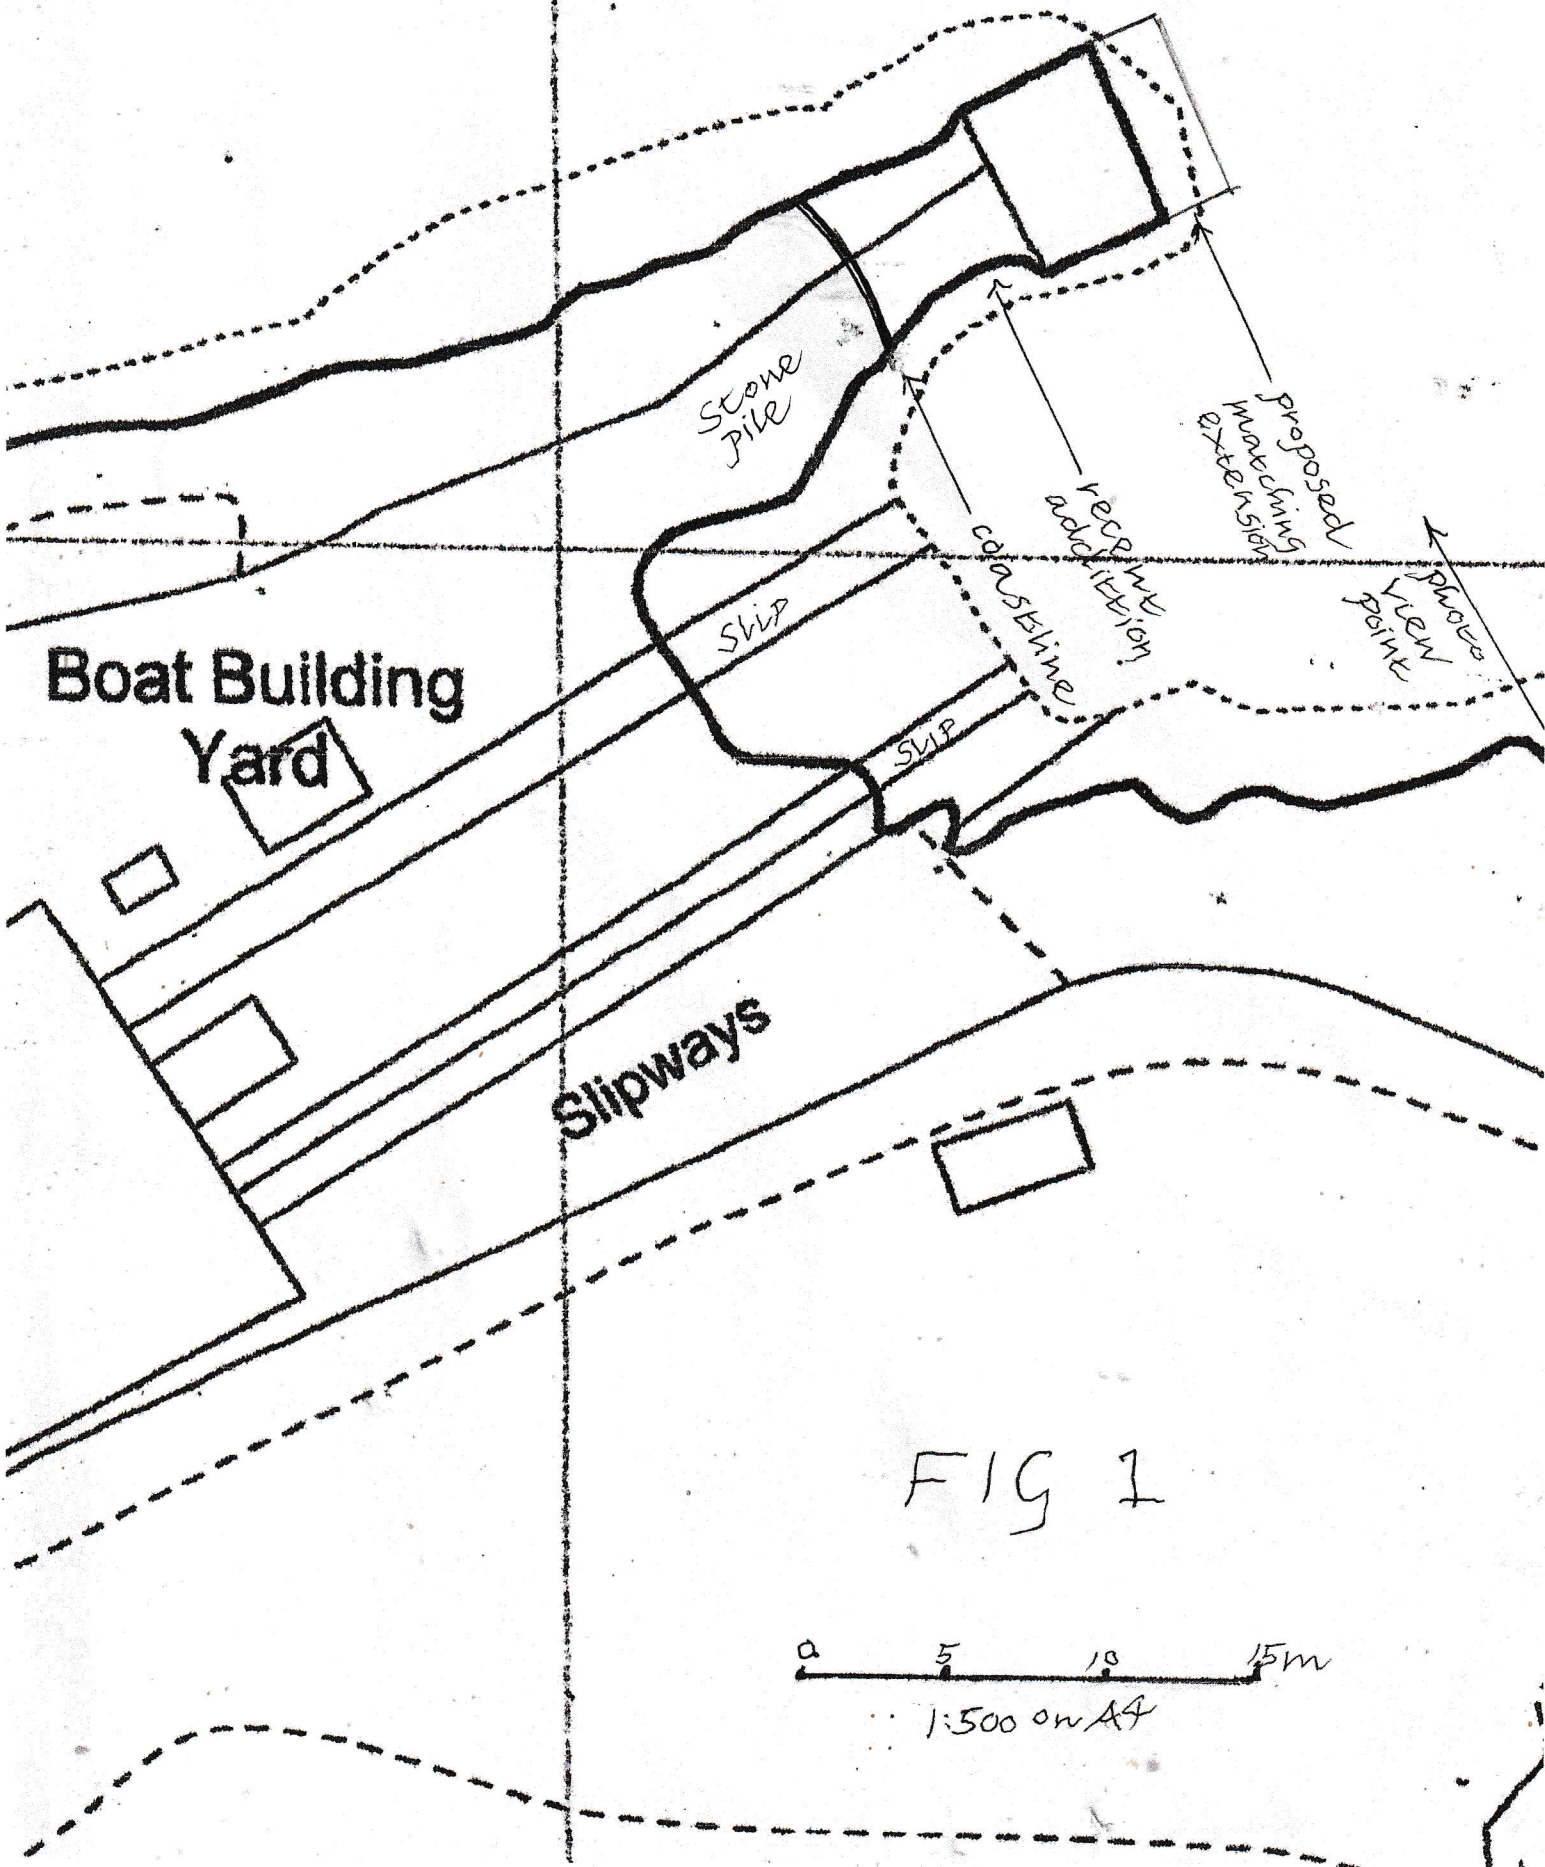 Stone
pile
proposed
matching
extension
recent
addition
coastline
photo
view
point
SLIP
SLIP
Boat Building
Yard
Slipways
FIG 1
0 5 10 15m
1:500 on A4